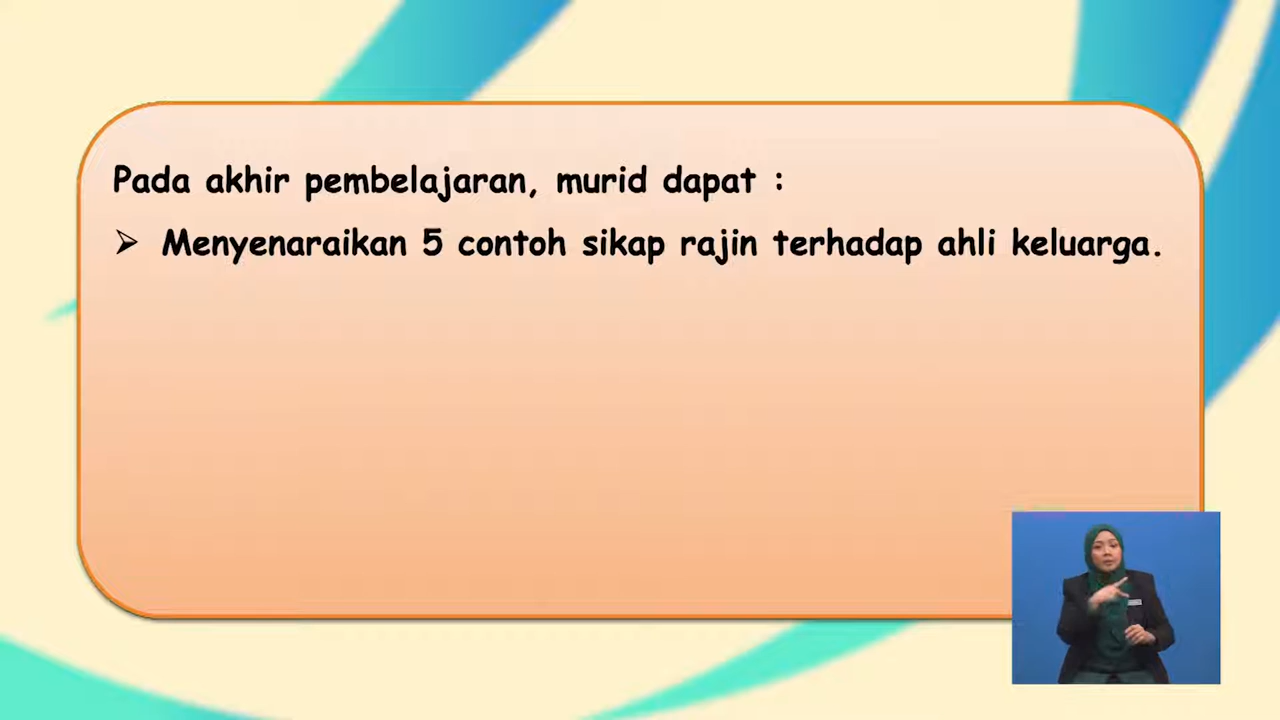 Pada akhir pembelajaran, murid dapat :
➢ Menyenaraikan 5 contoh sikap rajin terhadap ahli keluarga.